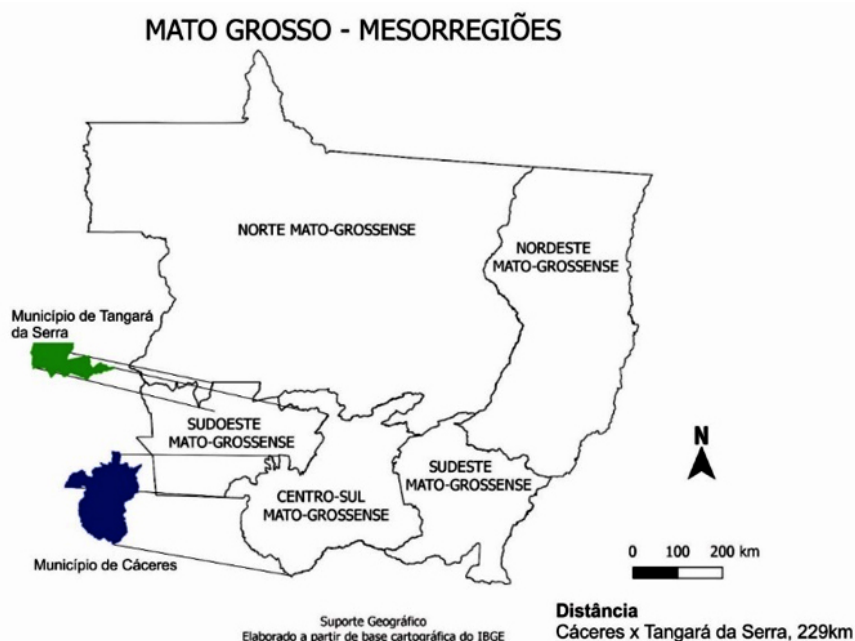 MATO GROSSO - MESORREGIÕES
NORTE MATO-GROSSENSE
NORDESTE
MATO-GROSSENSE
Município de Tangará
da Serra
SUDOESTE
MATO-GROSSENSE
SUDESTE
MATO-GROSSENSE
N
CENTRO-SUL
MATO-GROSSENSE
Município de Cáceres
0 100 200 km
Suporte Geográfico
Elaborado a partir de base cartográfica do IBGE
Distância
Cáceres x Tangará da Serra, 229km